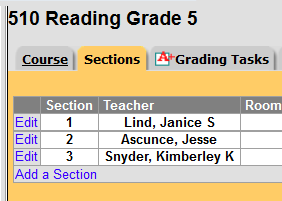 510 Reading Grade 5
Course Sections A+ Grading Tasks
Section Teacher Room
Edit 1 Lind, Janice S
Edit 2 Ascunce, Jesse
Edit 3 Snyder, Kimberley K
Add a Section